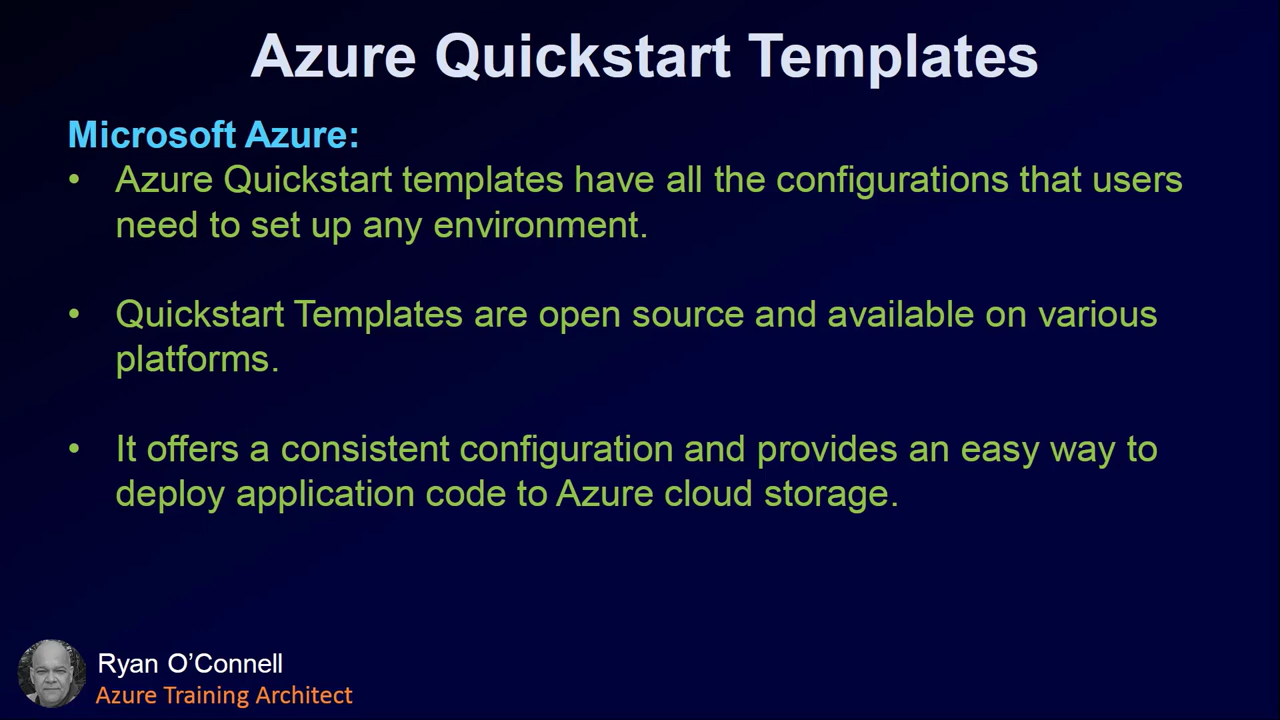 Azure Quickstart Templates
Microsoft Azure:
• Azure Quickstart templates have all the configurations that users
need to set up any environment.
• Quickstart Templates are open source and available on various
platforms.
• It offers a consistent configuration and provides an easy way to
deploy application code to Azure cloud storage.
Ryan O’Connell
Azure Training Architect